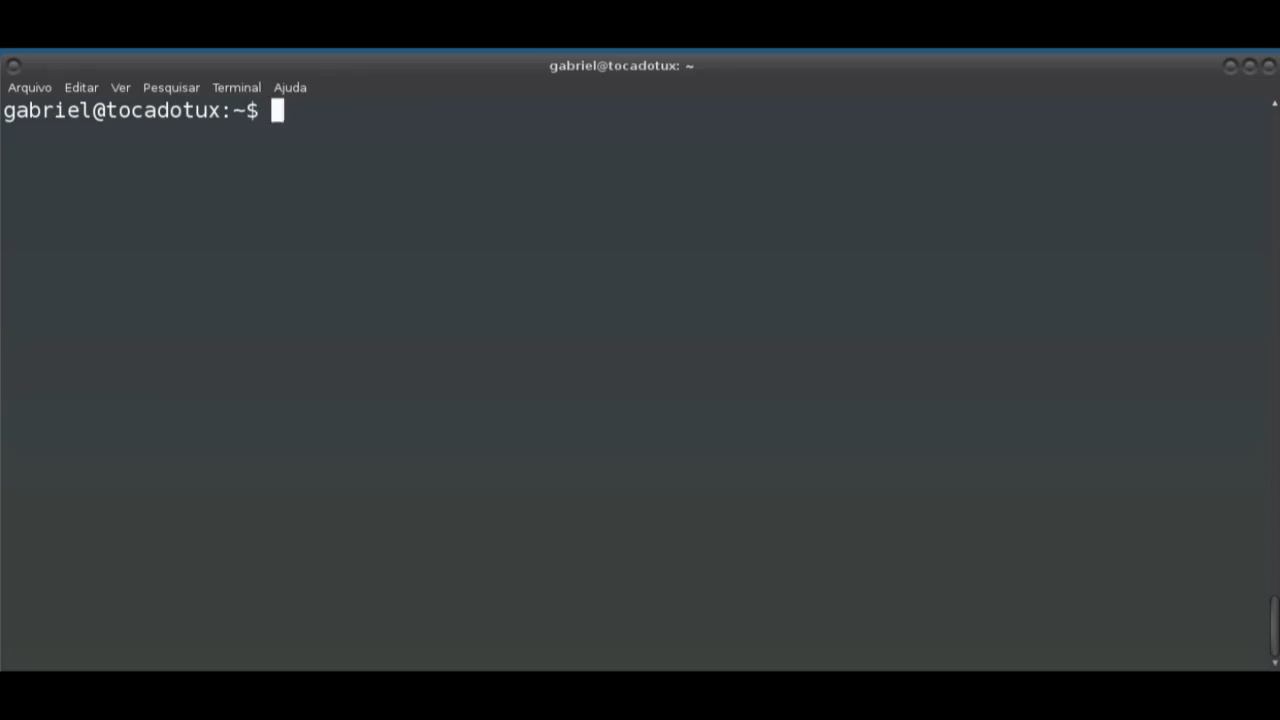 gabriel@tocadotux: ~
Arquivo Editar Ver Pesquisar Terminal Ajuda
gabriel@tocadotux:~$